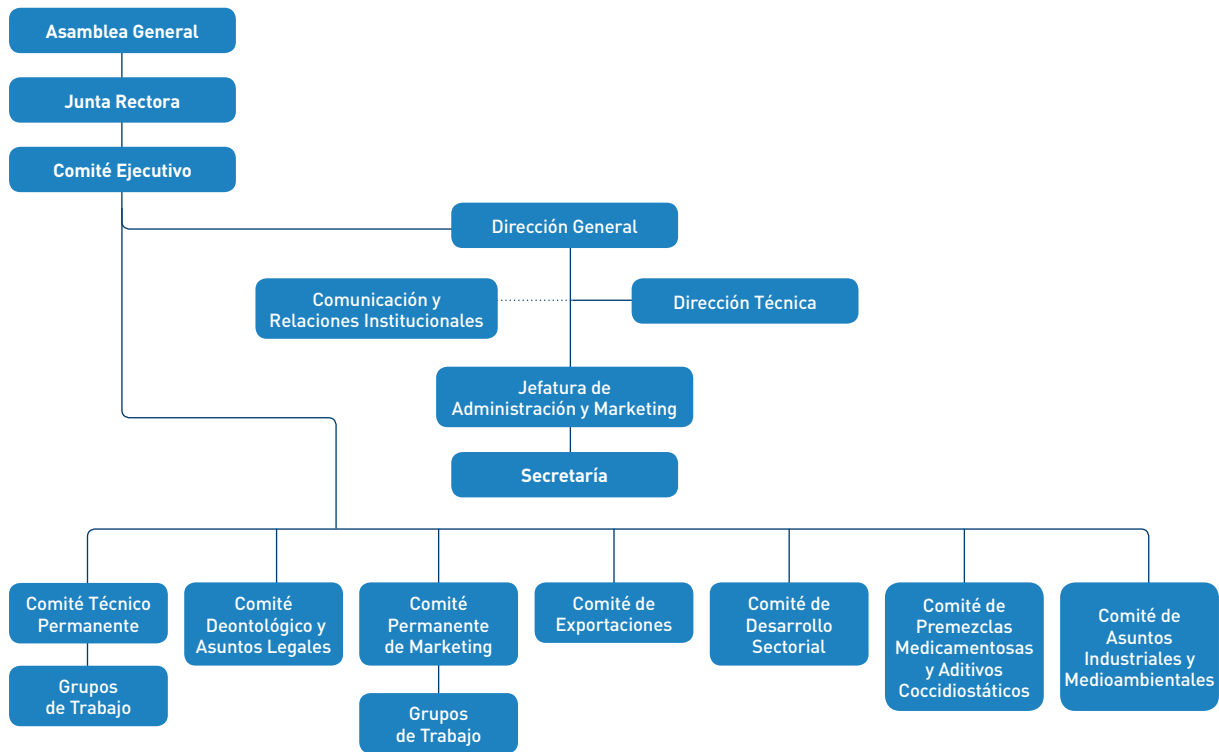 Asamblea General
Junta Rectora
Comité Ejecutivo
Dirección General
Comunicación y
Relaciones Institucionales
Dirección Técnica
Jefatura de
Administración y Marketing
Secretaría
Comité Técnico
Permanente
Grupos
de Trabajo
Comité
Deontológico y
Asuntos Legales
Comité
Permanente
de Marketing
Grupos
de Trabajo
Comité de
Exportaciones
Comité de
Desarrollo
Sectorial
Comité de
Premezclas
Medicamentosas
y Aditivos
Coccidiostáticos
Comité de
Asuntos
Industriales y
Medioambientales